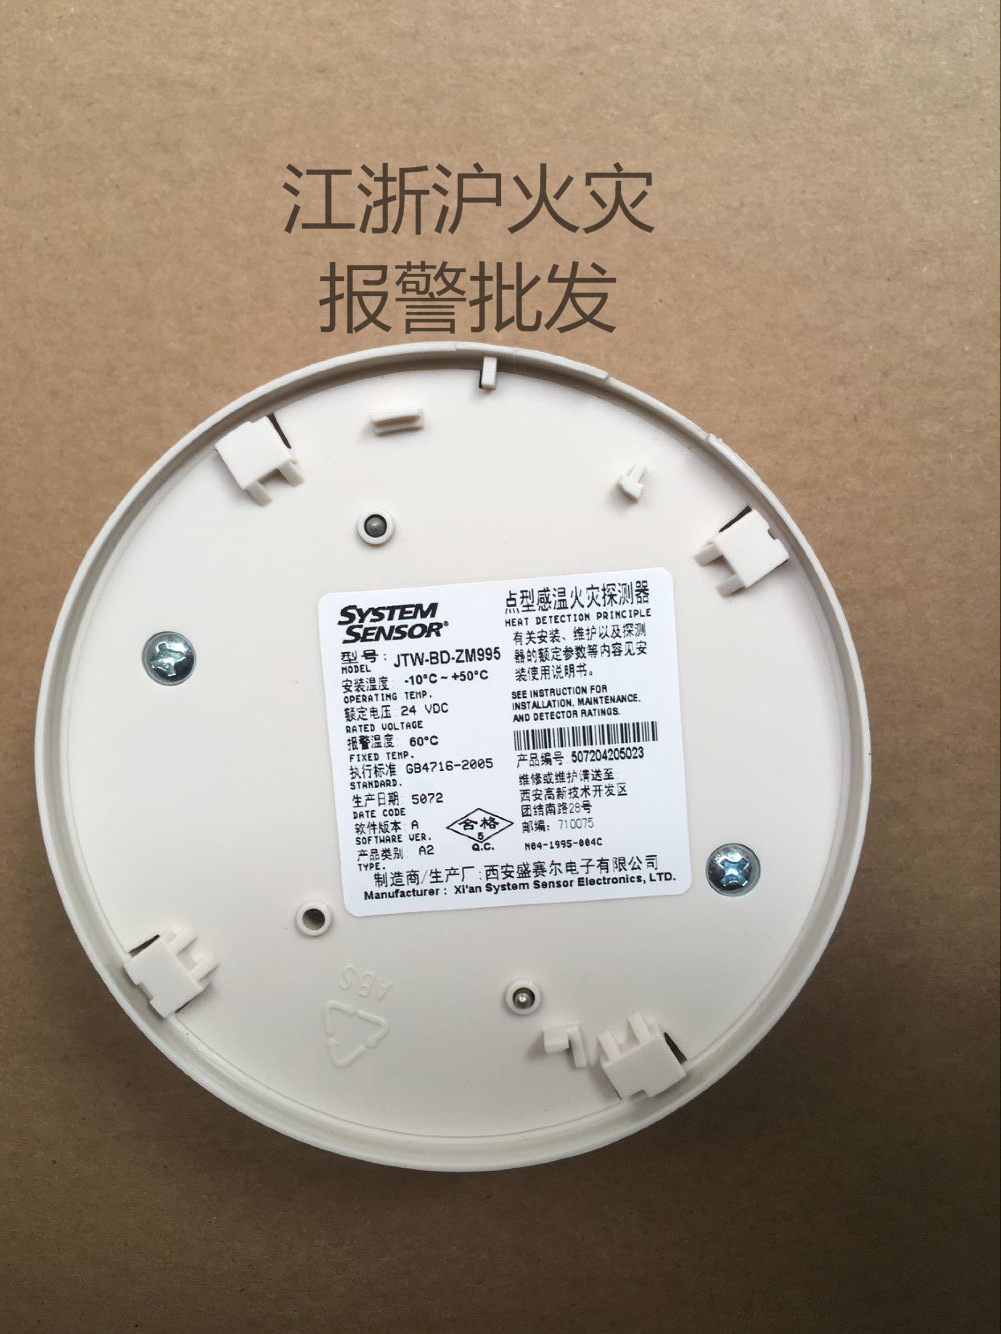 江浙沪火灾
报警批发
SYSTEM
SENSOR®
型号: JTW-BD-ZM995
MODEL
安装温度: -10°C ~ +50°C
OPERATING TEMP.
额定电压 24 VDC
RATED VOLTAGE
报警温度 60°C
FIXED TEMP.
执行标准 GB4716-2005
STANDARD.
生产日期: 5072
DATE CODE
软件版本 A
SOFTWARE VER.
产品类别: A2
TYPE.
合格
5
Q.C.
点型感温火灾探测器
HEAT DETECTION PRINCIPLE
有关安装、维护以及探测
器的额定参数等内容见安
装使用说明书。
SEE INSTRUCTION FOR
INSTALLATION, MAINTENANCE,
AND DETECTOR RATINGS.
产品编号 507204205023
维修或维护请送至:
西安高新技术开发区
团结南路28号
邮编: 710075
N04-1995-004C
制造商/生产厂:西安盛赛尔电子有限公司
Manufacturer : Xi'an System Sensor Electronics, LTD.
ABS